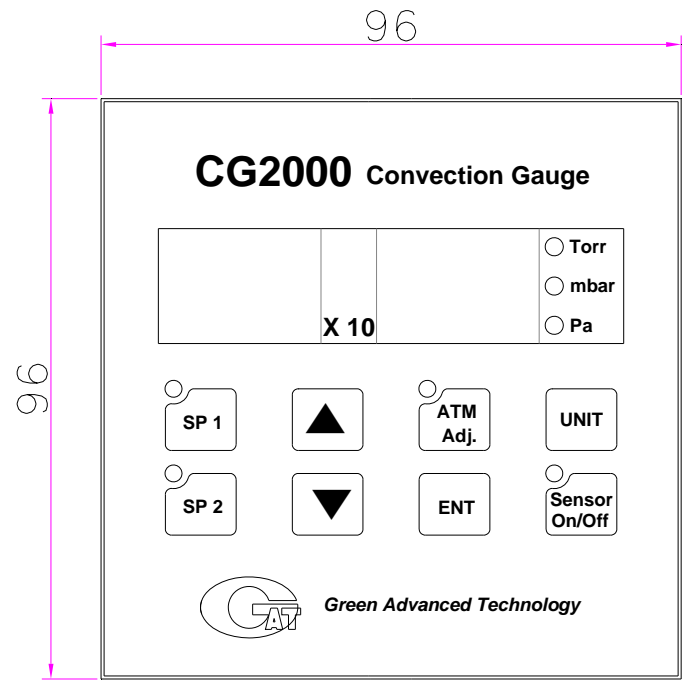 96
96
CG2000 Convection Gauge
Torr
mbar
X 10
Pa
SP 1
ATM
Adj.
UNIT
SP 2
ENT
Sensor
On/Off
GAT
Green Advanced Technology